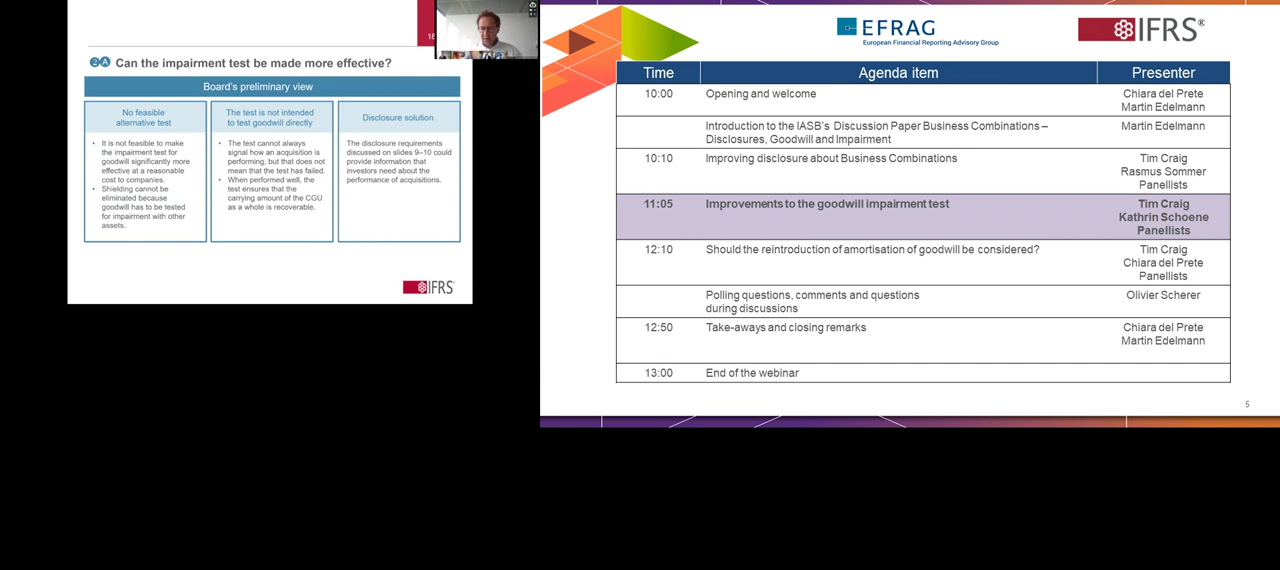 18
2 A Can the impairment test be made more effective?
Board's preliminary view
No feasible
alternative test
• It is not feasible to make
the impairment test for
goodwill significantly more
effective at a reasonable
cost to companies.
• Shielding cannot be
eliminated because
goodwill has to be tested
for impairment with other
assets.
The test is not intended
to test goodwill directly
• The test cannot always
signal how an acquisition is
performing, but that does not
mean that the test has failed.
• When performed well, the
test ensures that the
carrying amount of the CGU
as a whole is recoverable.
Disclosure solution
The disclosure requirements
discussed on slides 9–10 could
provide information that
investors need about the
performance of acquisitions.
IFRS
EFRAG
European Financial Reporting Advisory Group
IFRS®
Time Agenda item Presenter
10:00 Opening and welcome Chiara del Prete
Martin Edelmann
Introduction to the IASB's Discussion Paper Business Combinations – Martin Edelmann
Disclosures, Goodwill and Impairment
10:10 Improving disclosure about Business Combinations Tim Craig
Rasmus Sommer
Panellists
11:05 Improvements to the goodwill impairment test Tim Craig
Kathrin Schoene
Panellists
12:10 Should the reintroduction of amortisation of goodwill be considered? Tim Craig
Chiara del Prete
Panellists
Polling questions, comments and questions Olivier Scherer
during discussions
12:50 Take-aways and closing remarks Chiara del Prete
Martin Edelmann
13:00 End of the webinar
5